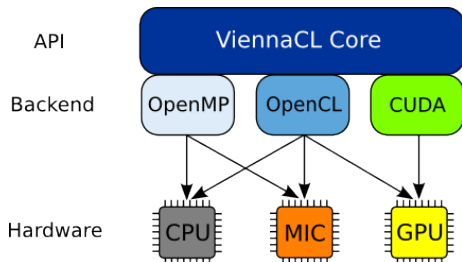 API ViennaCL Core
Backend OpenMP OpenCL CUDA
Hardware CPU MIC GPU